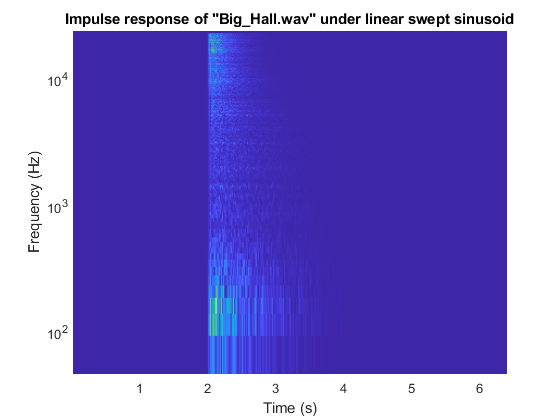 Impulse response of "Big_Hall.wav" under linear swept sinusoid
10^4
10^3
10^2
Frequency (Hz)
1 2 3 4 5 6
Time (s)